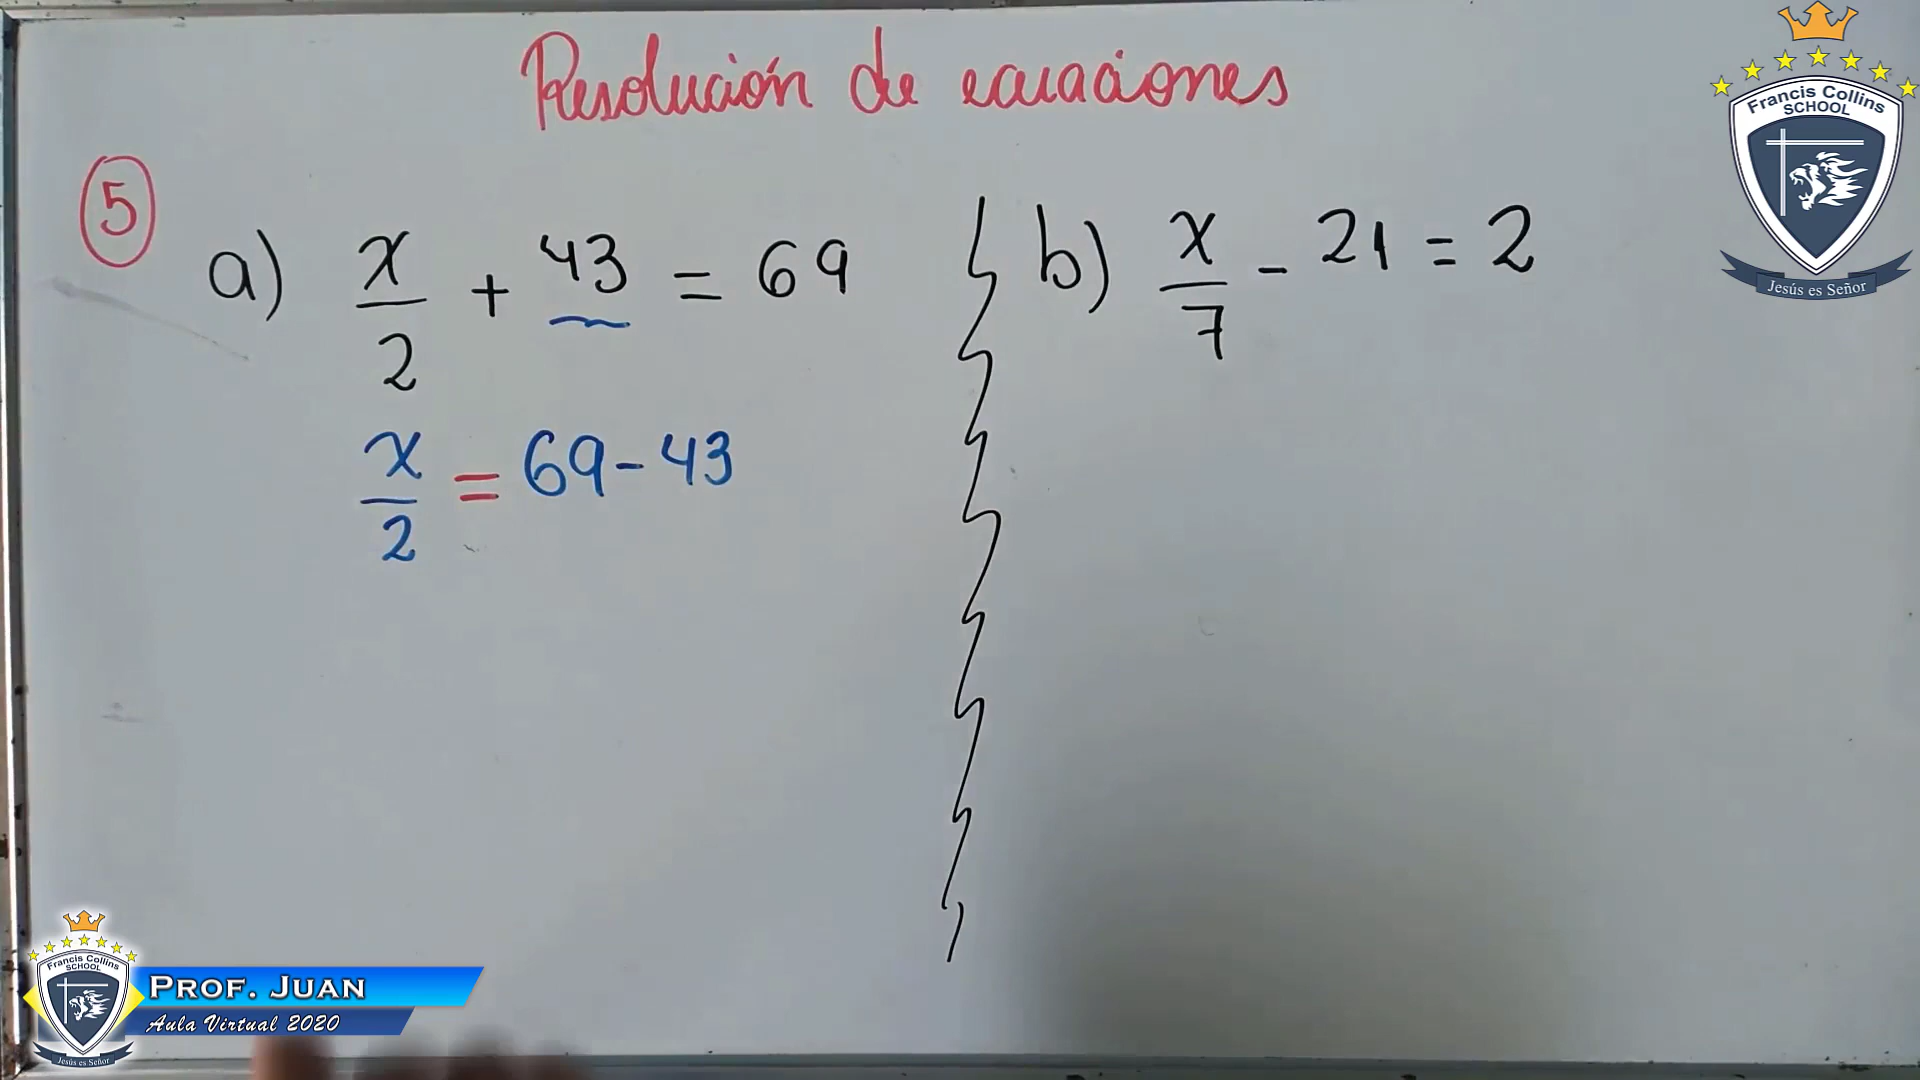 Resolución de ecuaciones
5
a) x/2 + 43 = 69
x/2 = 69 - 43
b) x/7 - 21 = 2
Francis Collins
SCHOOL
Jesús es Señor
Francis Collins
SCHOOL
Jesús es Señor
PROF. JUAN
Aula Virtual 2020